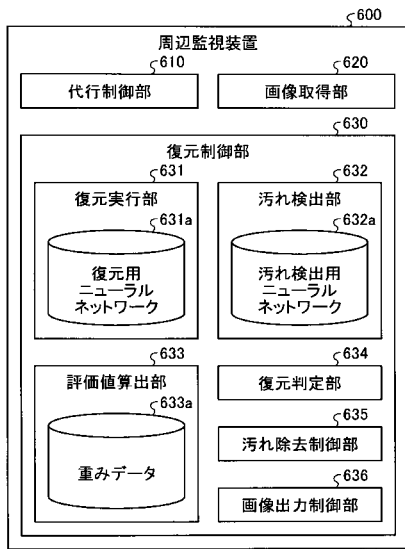 600
周辺監視装置
610
代行制御部
620
画像取得部
630
復元制御部
631
復元実行部
631a
復元用
ニューラル
ネットワーク
632
汚れ検出部
632a
汚れ検出用
ニューラル
ネットワーク
633
評価値算出部
633a
重みデータ
634
復元判定部
635
汚れ除去制御部
636
画像出力制御部